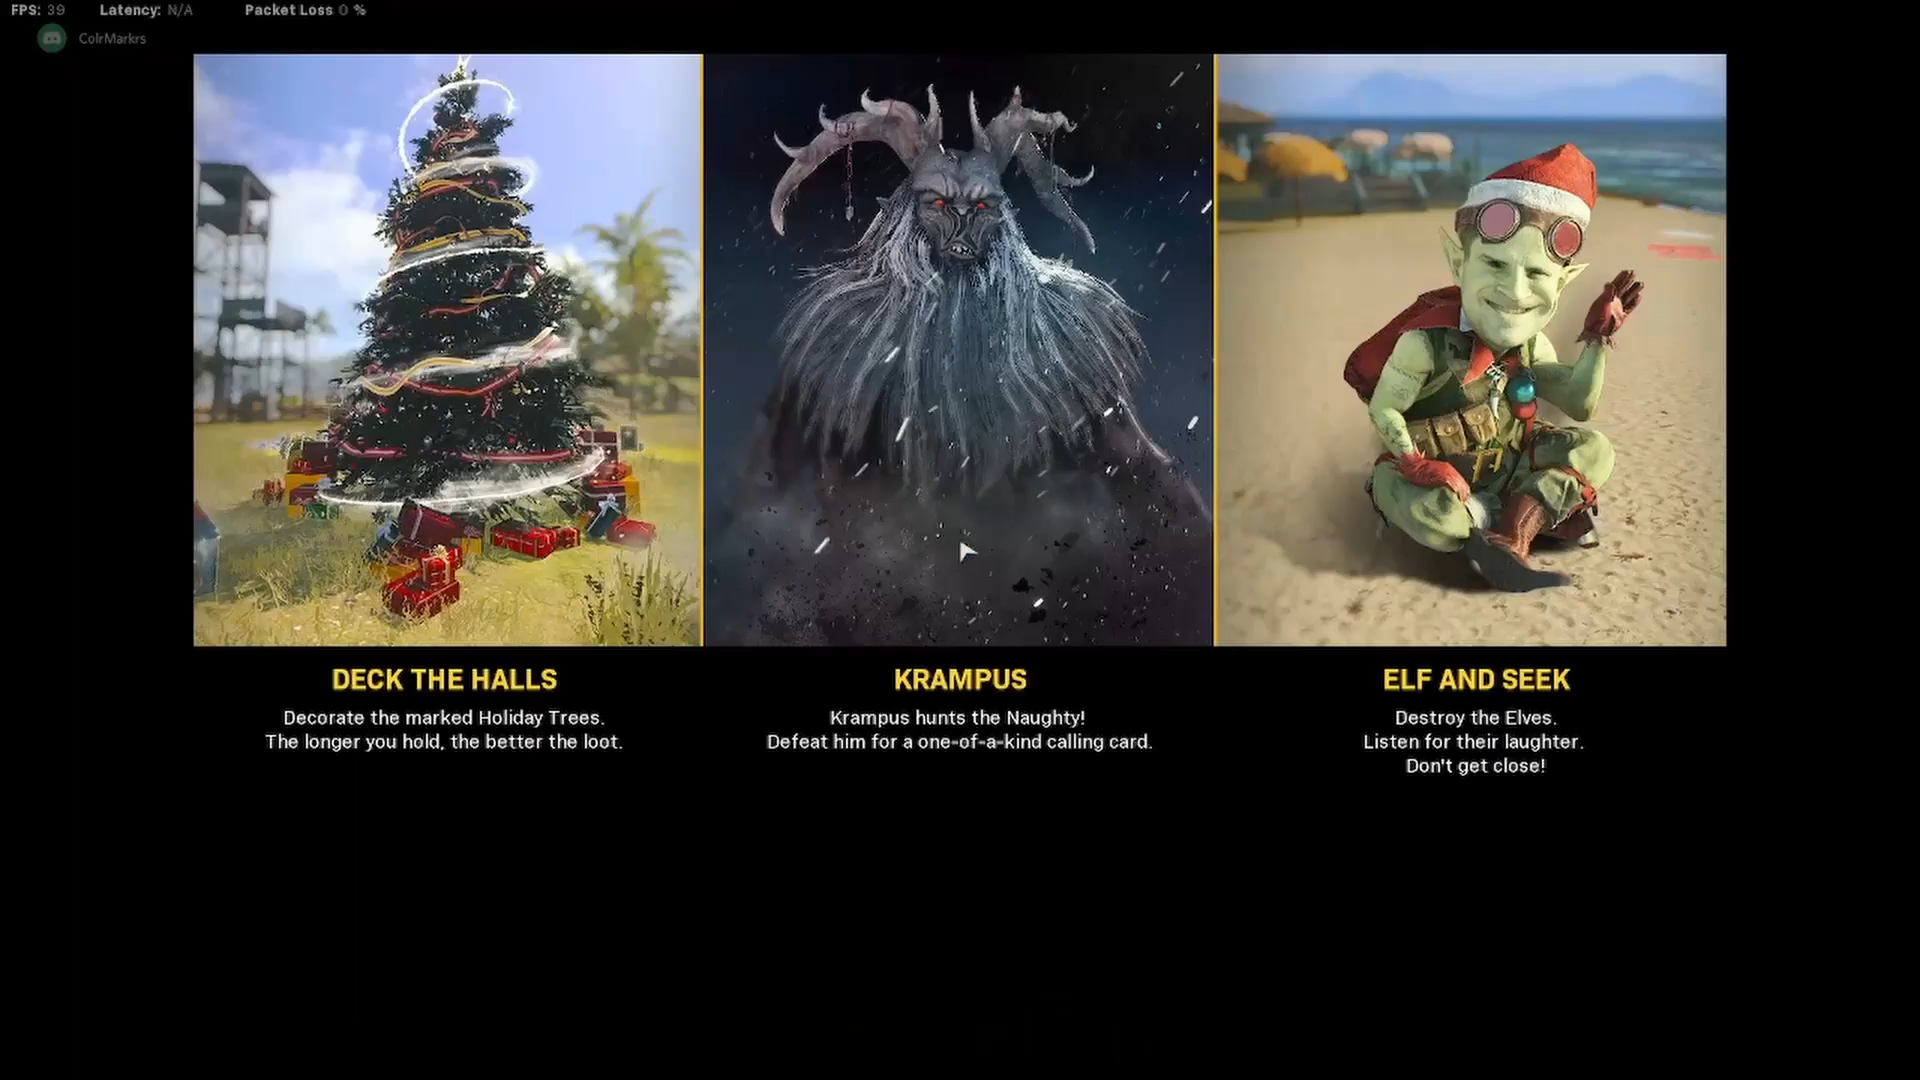 FPS: 39 Latency: N/A Packet Loss 0 %
ColrMarkrs
DECK THE HALLS
Decorate the marked Holiday Trees.
The longer you hold, the better the loot.
KRAMPUS
Krampus hunts the Naughty!
Defeat him for a one-of-a-kind calling card.
ELF AND SEEK
Destroy the Elves.
Listen for their laughter.
Don't get close!